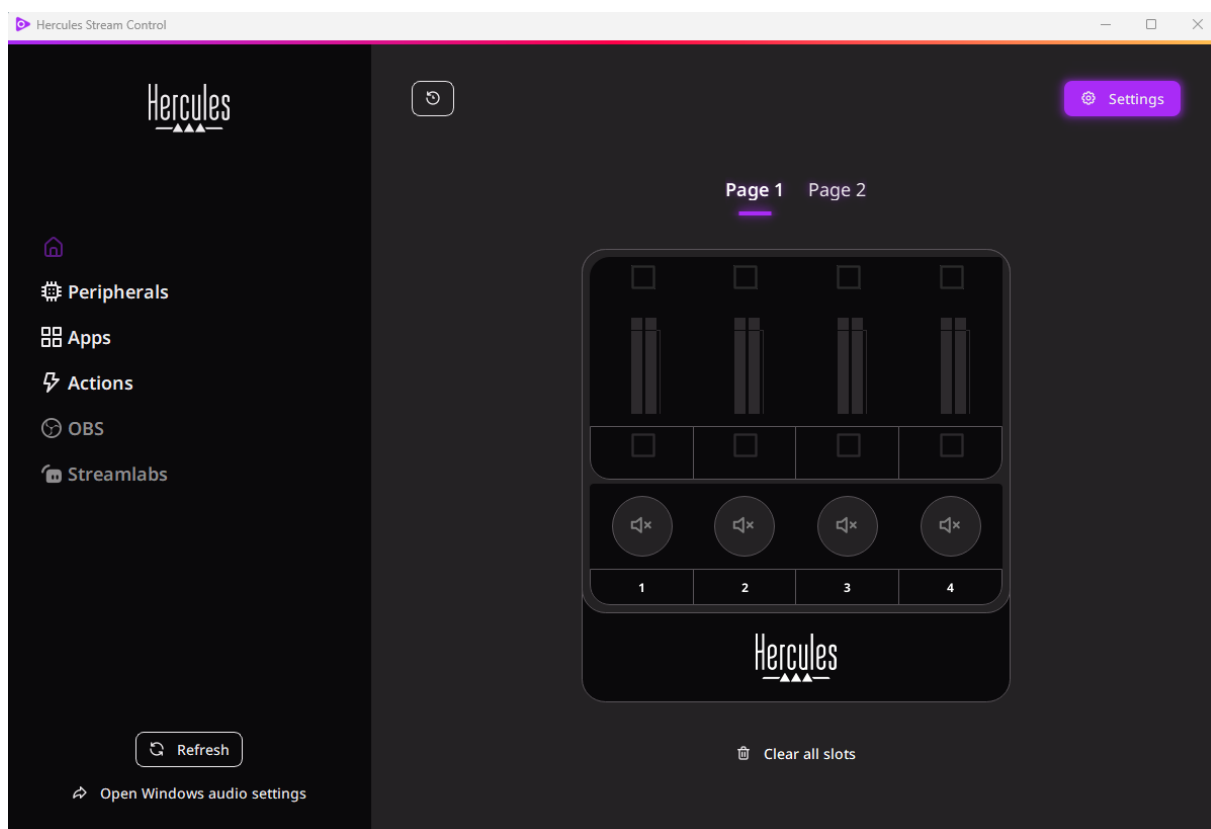 Hercules Stream Control
Hercules
Settings
Page 1 Page 2
Peripherals
Apps
Actions
OBS
Streamlabs
1 2 3 4
Hercules
Refresh
Clear all slots
Open Windows audio settings